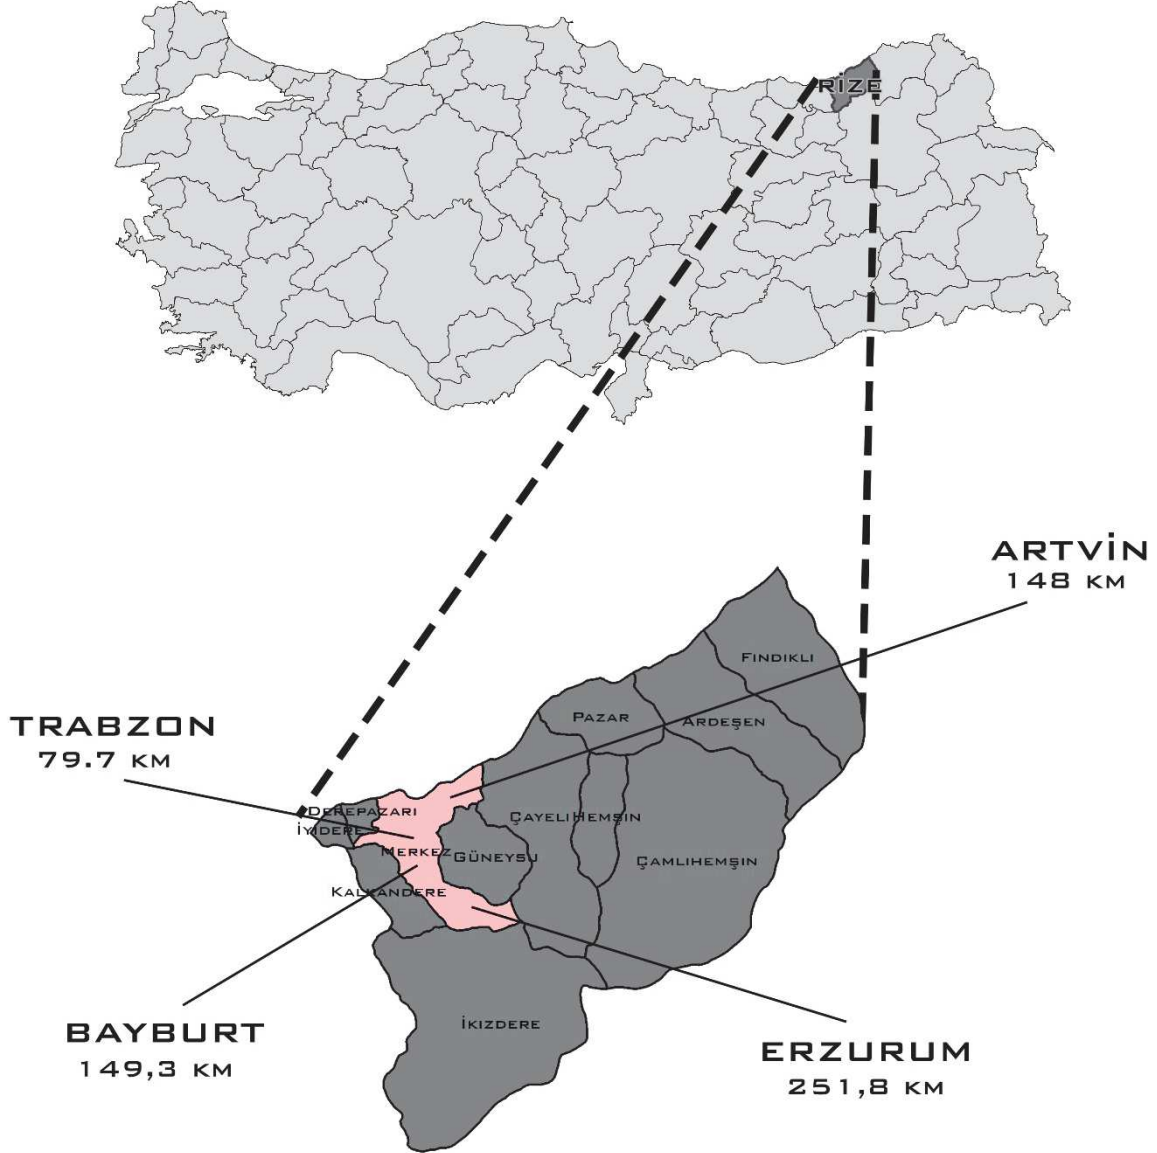 RİZE
ARTVİN
148 KM
FINDIKLI
PAZAR
ARDEŞEN
TRABZON
79.7 KM
DEREPAZARI
İYİDERE
ÇAYELI
HEMŞIN
MERKEZ
GÜNEYSU
ÇAMLIHEMŞIN
KALKANDERE
İKIZDERE
BAYBURT
149,3 KM
ERZURUM
251,8 KM